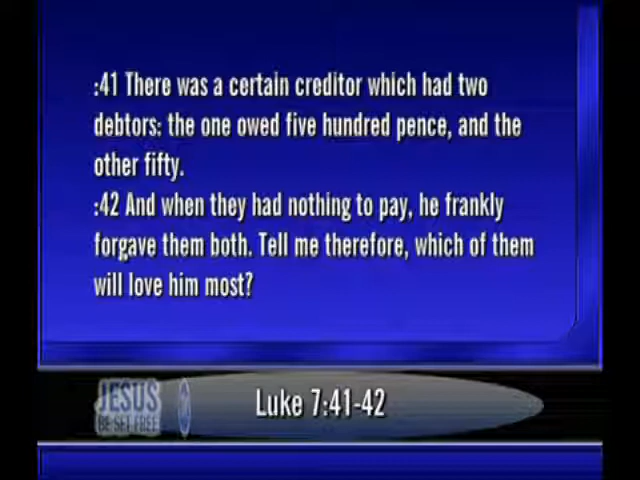 :41 There was a certain creditor which had two
debtors: the one owed five hundred pence, and the
other fifty.
:42 And when they had nothing to pay, he frankly
forgave them both. Tell me therefore, which of them
will love him most?
Luke 7:41-42
JESUS
BE SET FREE